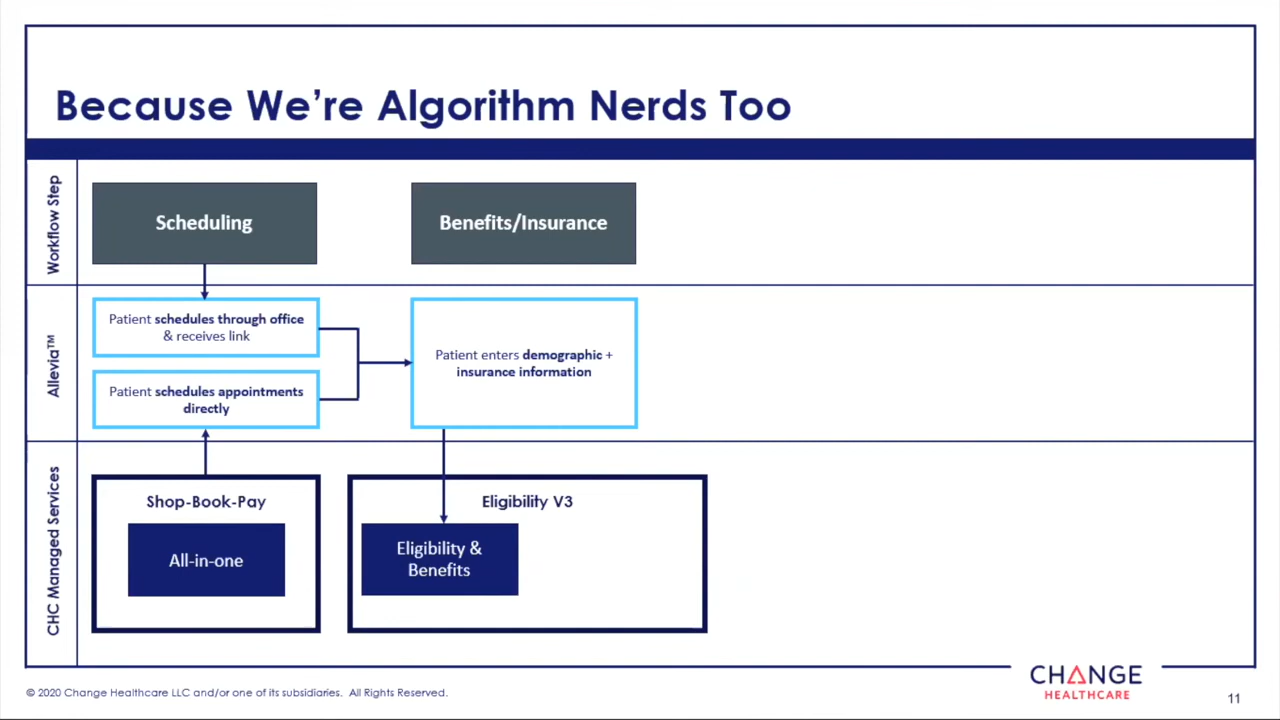 Because We're Algorithm Nerds Too
Workflow Step
Scheduling
Benefits/Insurance
Allevia™
Patient schedules through office
& receives link
Patient schedules appointments
directly
Patient enters demographic +
insurance information
CHC Managed Services
Shop-Book-Pay
All-in-one
Eligibility V3
Eligibility &
Benefits
© 2020 Change Healthcare LLC and/or one of its subsidiaries. All Rights Reserved.
CHANGE
HEALTHCARE
11